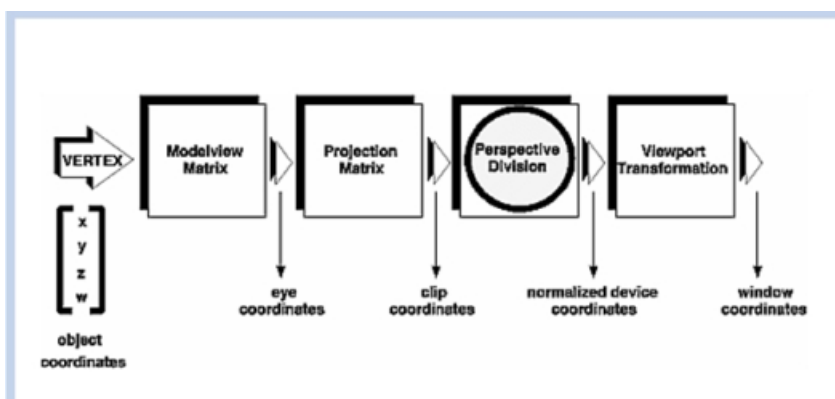 VERTEX
Modelview
Matrix
Projection
Matrix
Perspective
Division
Viewport
Transformation
x
y
z
w
object
coordinates
eye
coordinates
clip
coordinates
normalized device
coordinates
window
coordinates